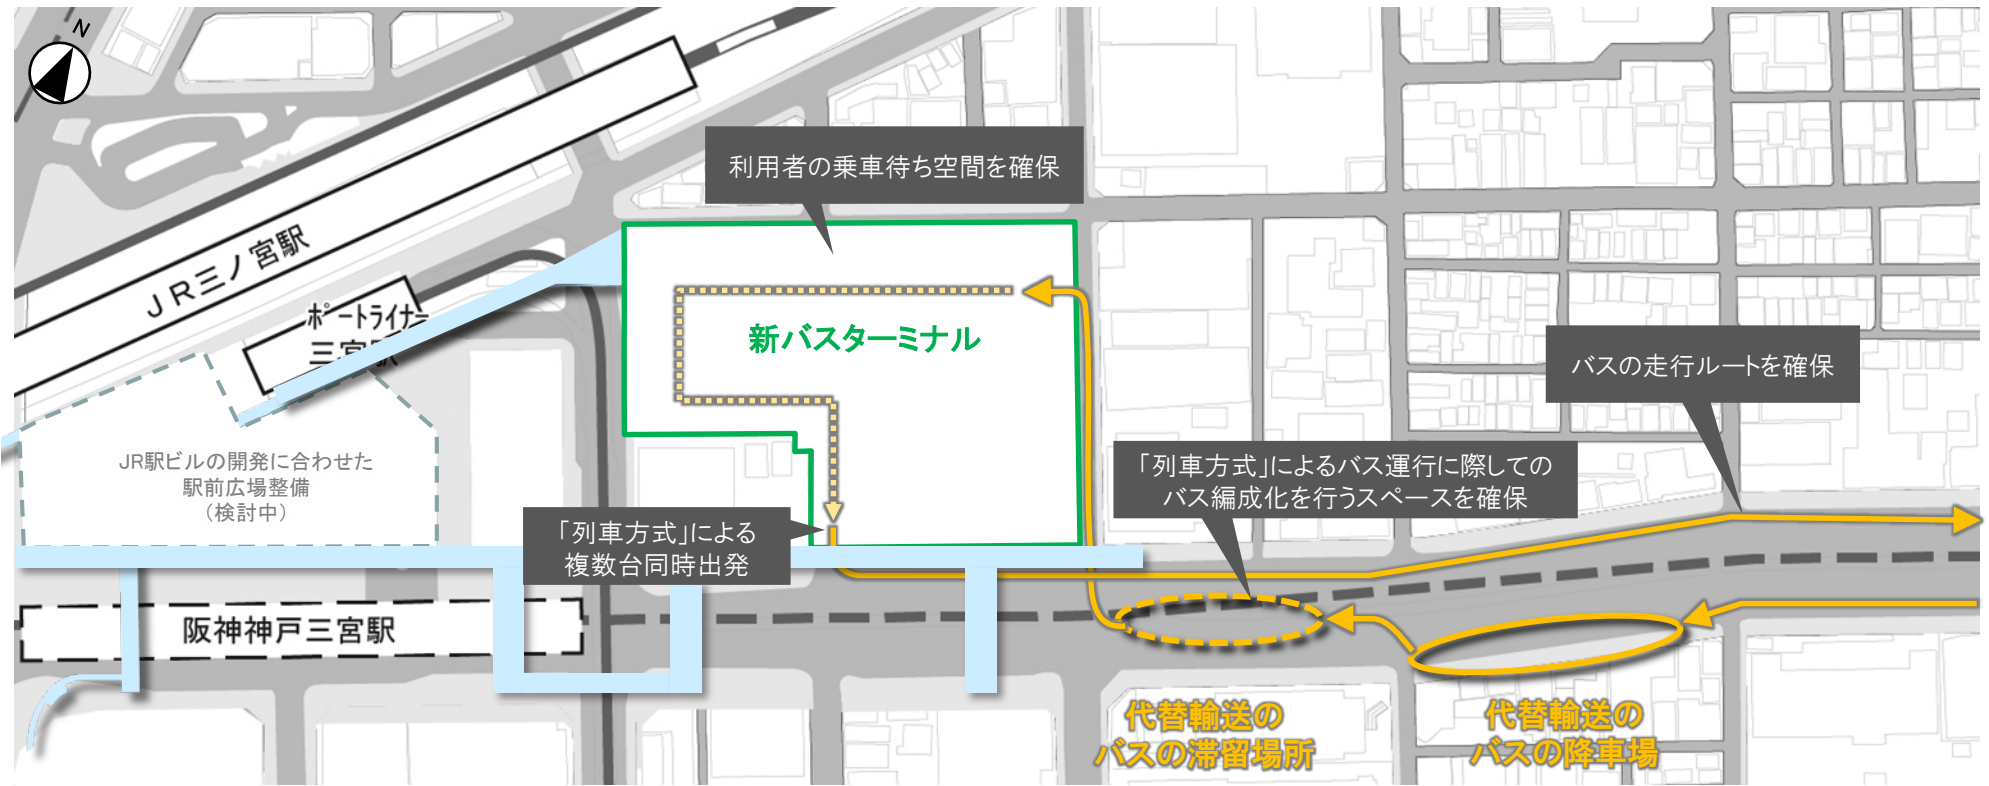 N
利用者の乗車待ち空間を確保
JR三ノ宮駅
ポートライナー
三宮駅
新バスターミナル
バスの走行ルートを確保
JR駅ビルの開発に合わせた
駅前広場整備
（検討中）
「列車方式」によるバス運行に際しての
バス編成化を行うスペースを確保
「列車方式」による
複数台同時出発
阪神神戸三宮駅
代替輸送の
バスの滞留場所
代替輸送の
バスの降車場